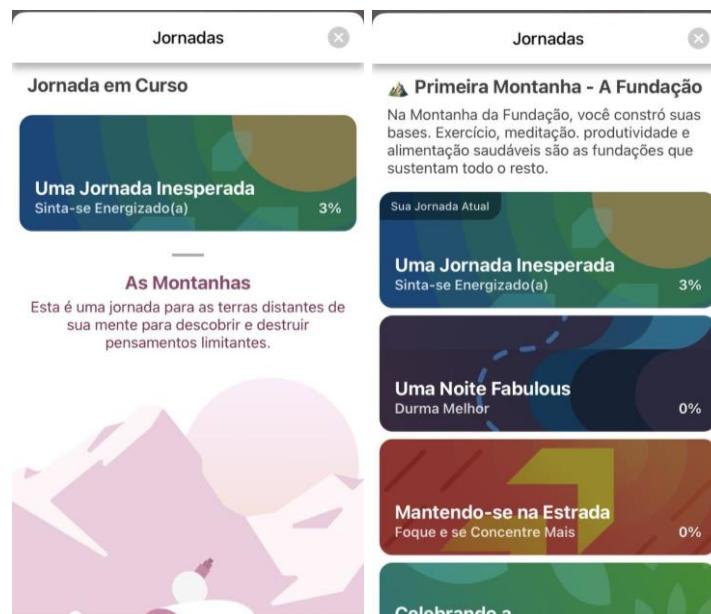 Jornadas
Jornada em Curso
Uma Jornada Inesperada
Sinta-se Energizado(a)
3%
As Montanhas
Esta é uma jornada para as terras distantes de
sua mente para descobrir e destruir
pensamentos limitantes.
Jornadas
Primeira Montanha - A Fundação
Na Montanha da Fundação, você constró suas
bases. Exercício, meditação. produtividade e
alimentação saudáveis são as fundações que
sustentam todo o resto.
Sua Jornada Atual
Uma Jornada Inesperada
Sinta-se Energizado(a)
3%
Uma Noite Fabulous
Durma Melhor
0%
Mantendo-se na Estrada
Foque e se Concentre Mais
0%
Celebrando a